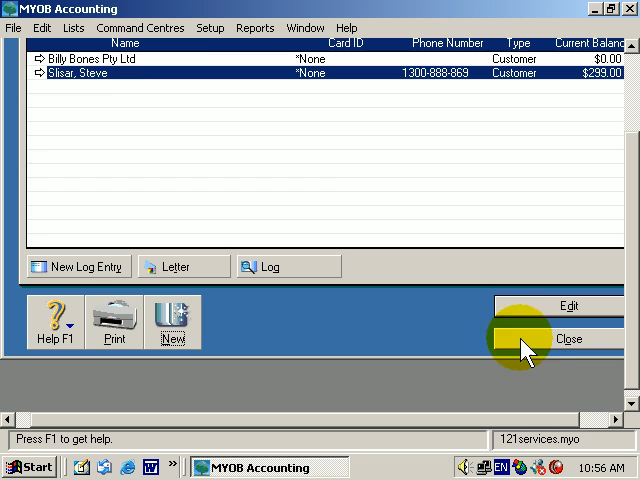 MYOB Accounting
File Edit Lists Command Centres Setup Reports Window Help
Name Card ID Phone Number Type Current Balanc
Billy Bones Pty Ltd *None Customer $0.00
Slisar, Steve *None 1300-888-869 Customer $299.00
New Log Entry Letter Log
Edit
Help F1 Print New Close
Press F1 to get help. 121services.myo
Start » MYOB Accounting EN 10:56 AM